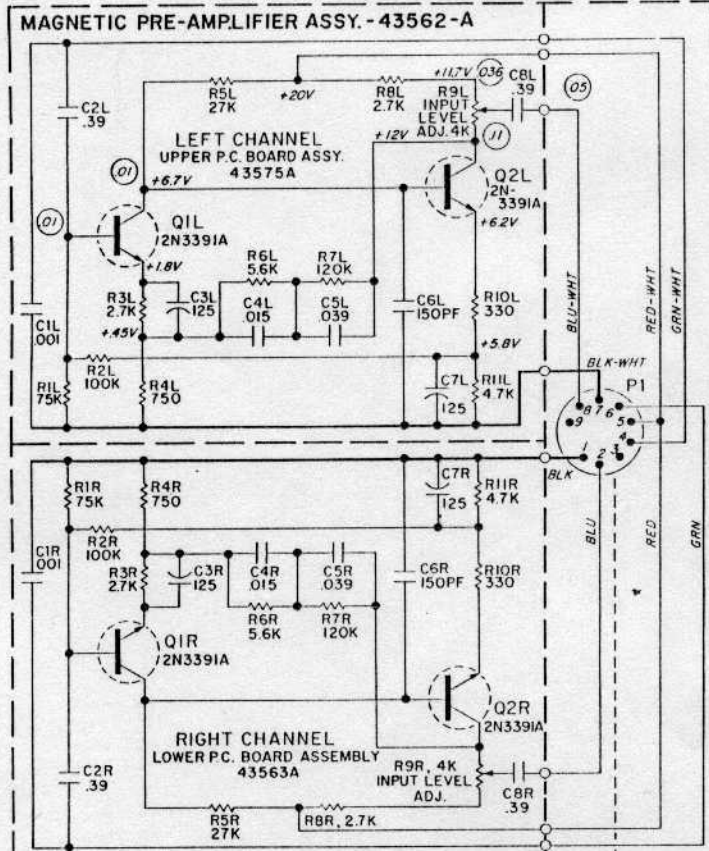 MAGNETIC PRE-AMPLIFIER ASSY. - 43562-A
C2L
.39
R5L
27K
+20V
R8L
2.7K
+11.7V
.036
C8L
.39
.05
R9L
INPUT
LEVEL
ADJ. 4K
+12V
.11
LEFT CHANNEL
UPPER P.C. BOARD ASSY.
43575A
.01
+6.7V
.01
Q1L
2N3391A
Q2L
2N-
3391A
+6.2V
+1.8V
R6L
5.6K
R7L
120K
R3L
2.7K
C3L
125
C4L
.015
C5L
.039
C6L
150PF
R10L
330
+.45V
+5.8V
C1L
.001
R2L
100K
R1L
75K
R4L
750
C7L
125
R11L
4.7K
BLU-WHT
RED-WHT
GRN-WHT
BLK-WHT
P1
8
7
6
9
5
4
1
2
3
BLK
BLU
RED
GRN
R1R
75K
R4R
750
C7R
125
R11R
4.7K
R2R
100K
C1R
.001
R3R
2.7K
C3R
125
C4R
.015
C5R
.039
C6R
150PF
R10R
330
R6R
5.6K
R7R
120K
Q1R
2N3391A
Q2R
2N3391A
RIGHT CHANNEL
LOWER P.C. BOARD ASSEMBLY
43563A
C2R
.39
R9R, 4K
INPUT LEVEL
ADJ.
C8R
.39
R5R
27K
R8R, 2.7K